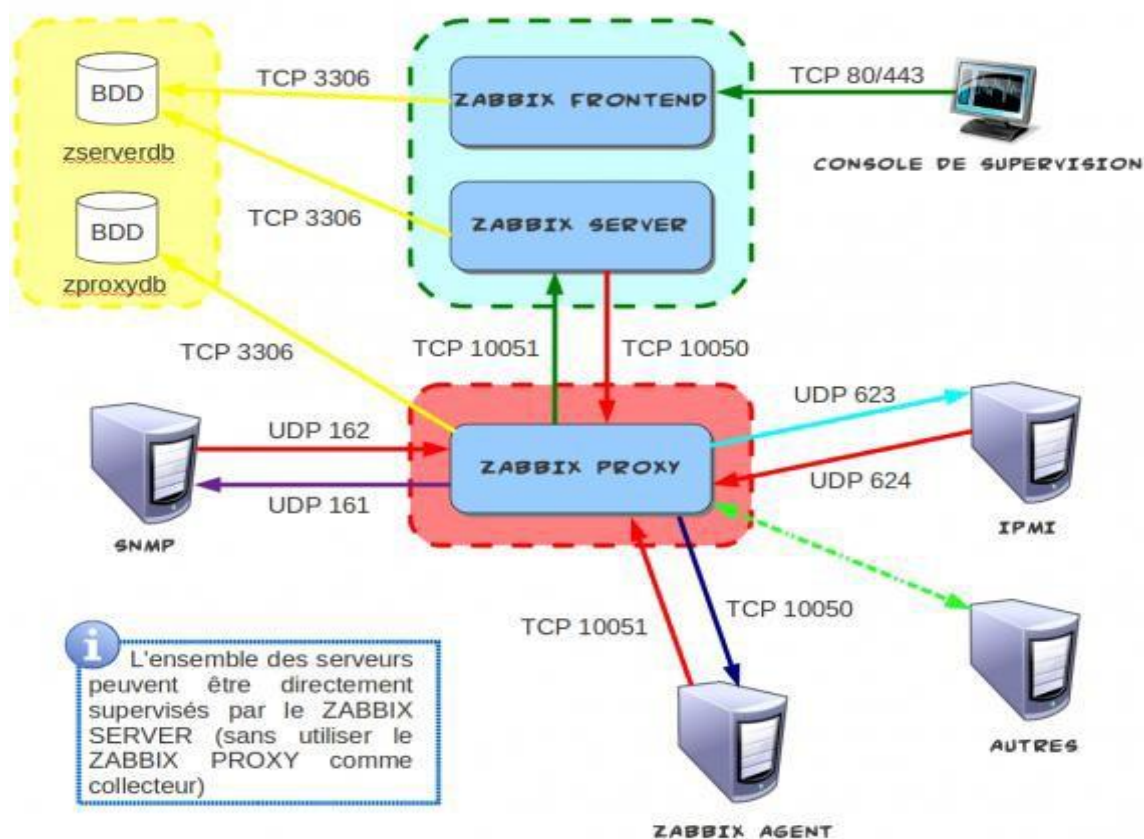 BDD
zserverdb
BDD
zproxydb
TCP 3306
TCP 3306
TCP 3306
ZABBIX FRONTEND
ZABBIX SERVER
TCP 80/443
CONSOLE DE SUPERVISION
TCP 10051
TCP 10050
UDP 162
UDP 161
SNMP
ZABBIX PROXY
UDP 623
UDP 624
IPMI
TCP 10051
TCP 10050
AUTRES
ZABBIX AGENT
i
L'ensemble des serveurs
peuvent être directement
supervisés par le ZABBIX
SERVER (sans utiliser le
ZABBIX PROXY comme
collecteur)